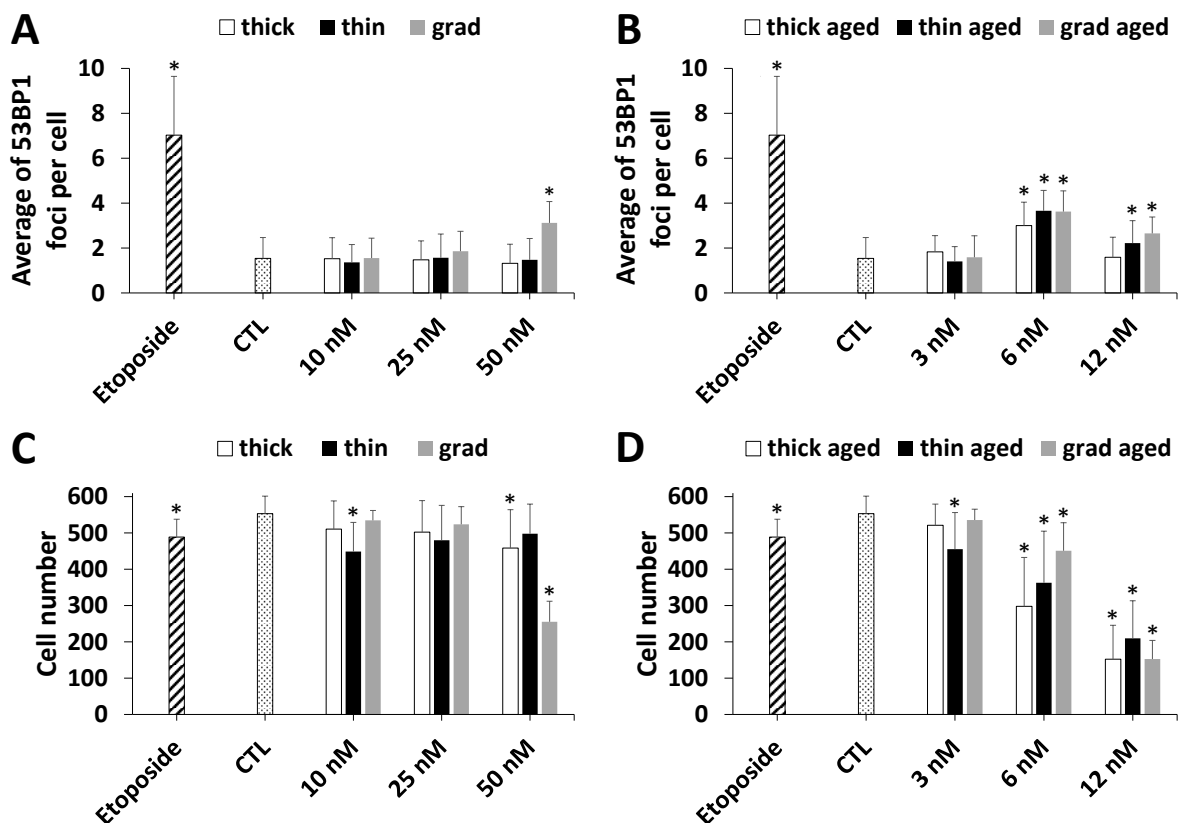 A
thick thin grad
Average of 53BP1
foci per cell
10
8
6
4
2
0
*
*
Etoposide
CTL
10 nM
25 nM
50 nM
B
thick aged thin aged grad aged
Average of 53BP1
foci per cell
10
8
6
4
2
0
*
* * *
* *
Etoposide
CTL
3 nM
6 nM
12 nM
C
thick thin grad
Cell number
600
500
400
300
200
100
0
*
*
*
*
Etoposide
CTL
10 nM
25 nM
50 nM
D
thick aged thin aged grad aged
Cell number
600
500
400
300
200
100
0
*
*
* * *
* * *
Etoposide
CTL
3 nM
6 nM
12 nM